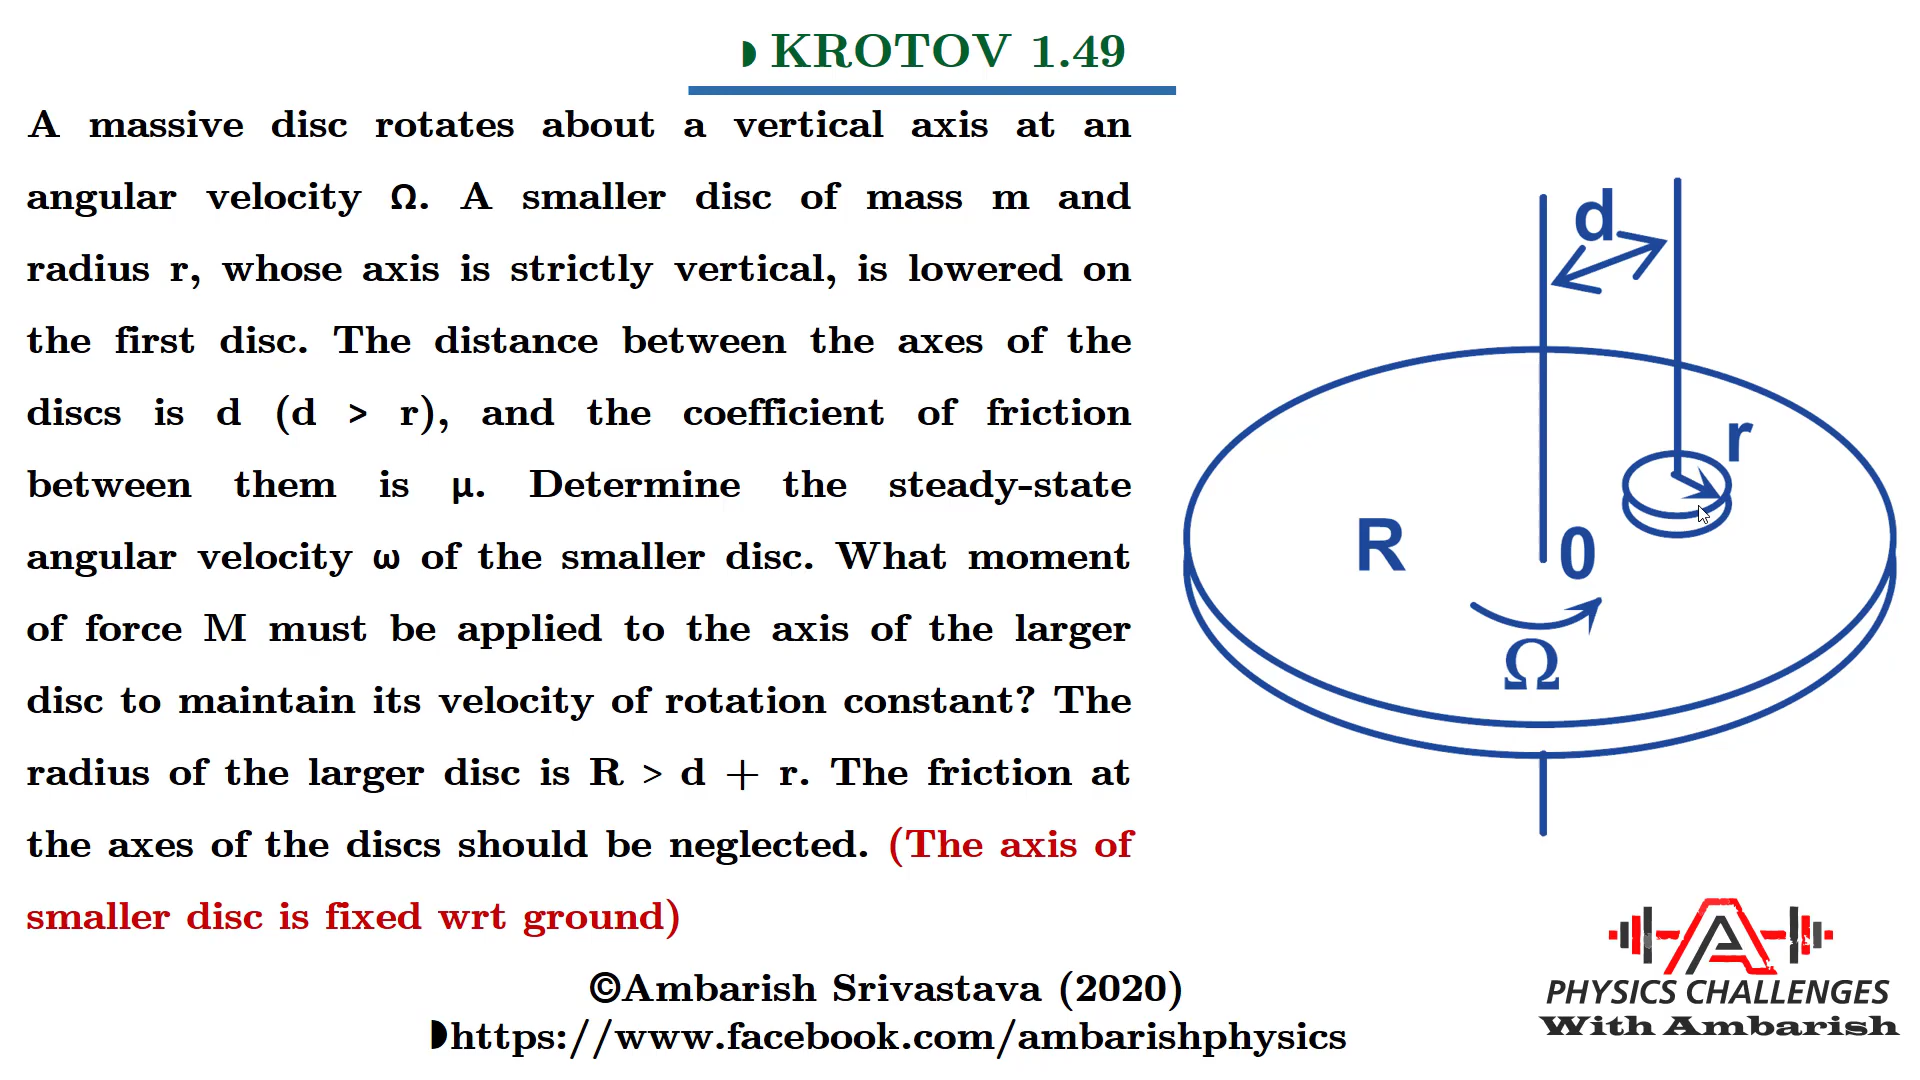 ◗ KROTOV 1.49
A massive disc rotates about a vertical axis at an
angular velocity Ω. A smaller disc of mass m and
radius r, whose axis is strictly vertical, is lowered on
the first disc. The distance between the axes of the
discs is d (d > r), and the coefficient of friction
between them is μ. Determine the steady-state
angular velocity ω of the smaller disc. What moment
of force M must be applied to the axis of the larger
disc to maintain its velocity of rotation constant? The
radius of the larger disc is R > d + r. The friction at
the axes of the discs should be neglected. (The axis of
smaller disc is fixed wrt ground)
d
r
R
0
Ω
©Ambarish Srivastava (2020)
◗https://www.facebook.com/ambarishphysics
A
PHYSICS CHALLENGES
With Ambarish